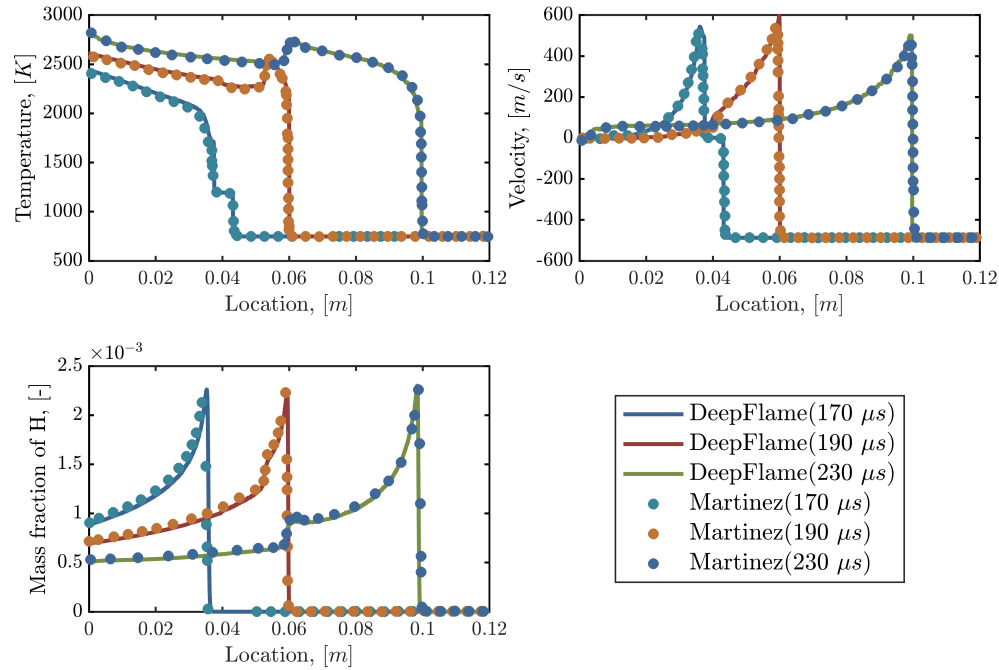 3000
2500
2000
1500
1000
500
Temperature, [K]
0 0.02 0.04 0.06 0.08 0.1 0.12
Location, [m]
600
400
200
0
-200
-400
-600
Velocity, [m/s]
0 0.02 0.04 0.06 0.08 0.1 0.12
Location, [m]
×10⁻³
2.5
2
1.5
1
0.5
0
Mass fraction of H, [-]
0 0.02 0.04 0.06 0.08 0.1 0.12
Location, [m]
DeepFlame(170 μs)
DeepFlame(190 μs)
DeepFlame(230 μs)
Martinez(170 μs)
Martinez(190 μs)
Martinez(230 μs)